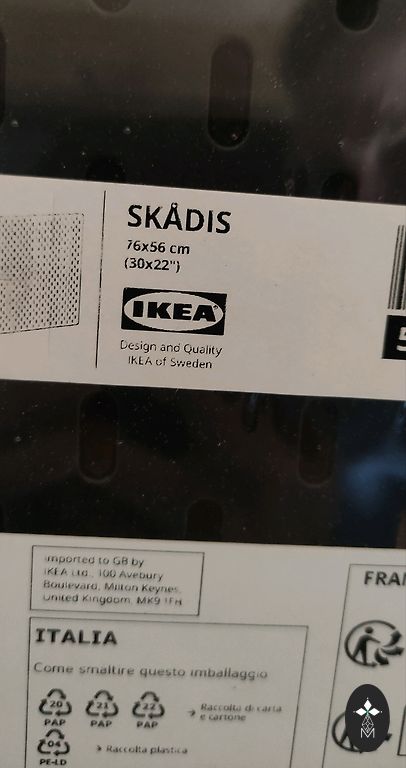 SKÅDIS
76x56 cm
(30x22")
IKEA®
Design and Quality
IKEA of Sweden
5
Imported to GB by
IKEA Ltd., 100 Avebury
Boulevard, Milton Keynes,
United Kingdom, MK9 1FH
ITALIA
Come smaltire questo imballaggio
20 21 22
PAP PAP PAP
→ Raccolta di carta
e cartone
04
PE-LD
→ Raccolta plastica
FRAN
M